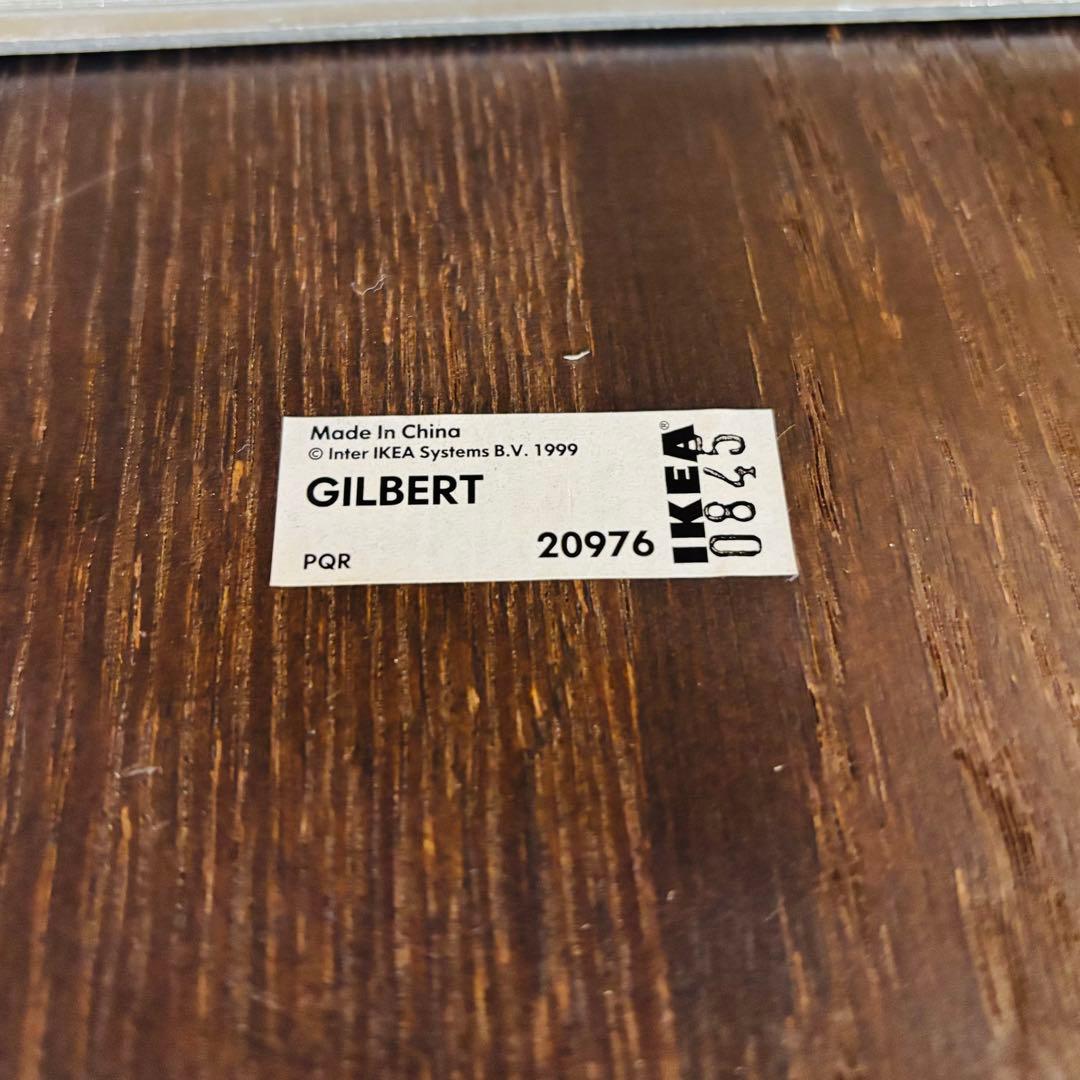 Made In China
© Inter IKEA Systems B.V. 1999
GILBERT
20976
PQR
IKEA®
0845